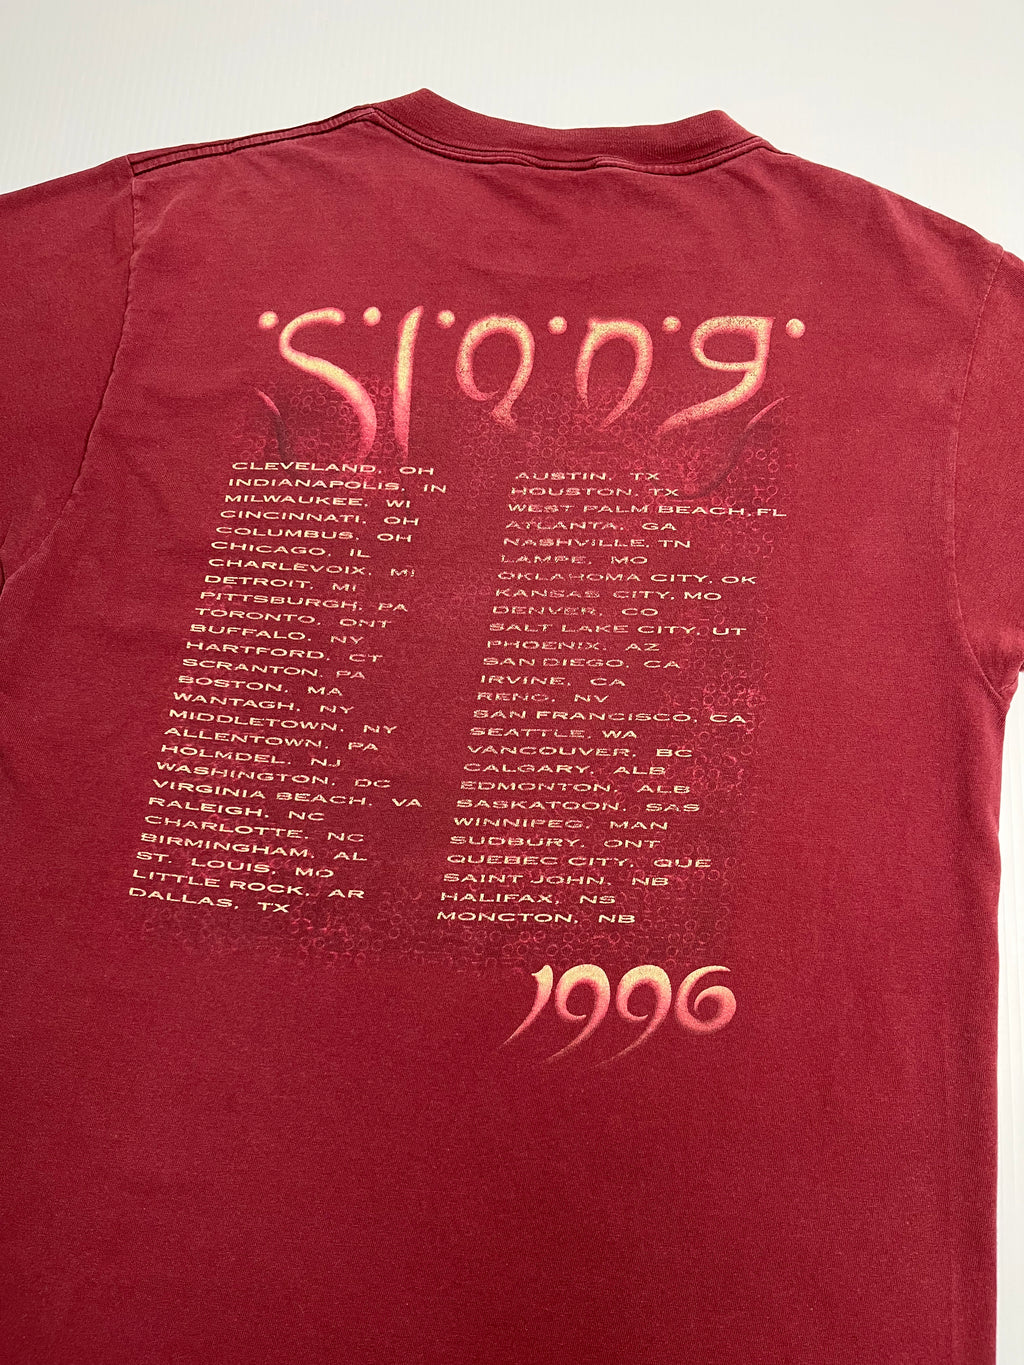 ·S·l·a·n·g·
CLEVELAND, OH
INDIANAPOLIS, IN
MILWAUKEE, WI
CINCINNATI, OH
COLUMBUS, OH
CHICAGO, IL
CHARLEVOIX, MI
DETROIT, MI
PITTSBURGH, PA
TORONTO, ONT
BUFFALO, NY
HARTFORD, CT
SCRANTON, PA
BOSTON, MA
WANTAGH, NY
MIDDLETOWN, NY
ALLENTOWN, PA
HOLMDEL, NJ
WASHINGTON, DC
VIRGINIA BEACH, VA
RALEIGH, NC
CHARLOTTE, NC
BIRMINGHAM, AL
ST. LOUIS, MO
LITTLE ROCK, AR
DALLAS, TX
AUSTIN, TX
HOUSTON, TX
WEST PALM BEACH, FL
ATLANTA, GA
NASHVILLE, TN
LAMPE, MO
OKLAHOMA CITY, OK
KANSAS CITY, MO
DENVER, CO
SALT LAKE CITY, UT
PHOENIX, AZ
SAN DIEGO, CA
IRVINE, CA
RENO, NV
SAN FRANCISCO, CA
SEATTLE, WA
VANCOUVER, BC
CALGARY, ALB
EDMONTON, ALB
SASKATOON, SAS
WINNIPEG, MAN
SUDBURY, ONT
QUEBEC CITY, QUE
SAINT JOHN, NB
HALIFAX, NS
MONCTON, NB
1996